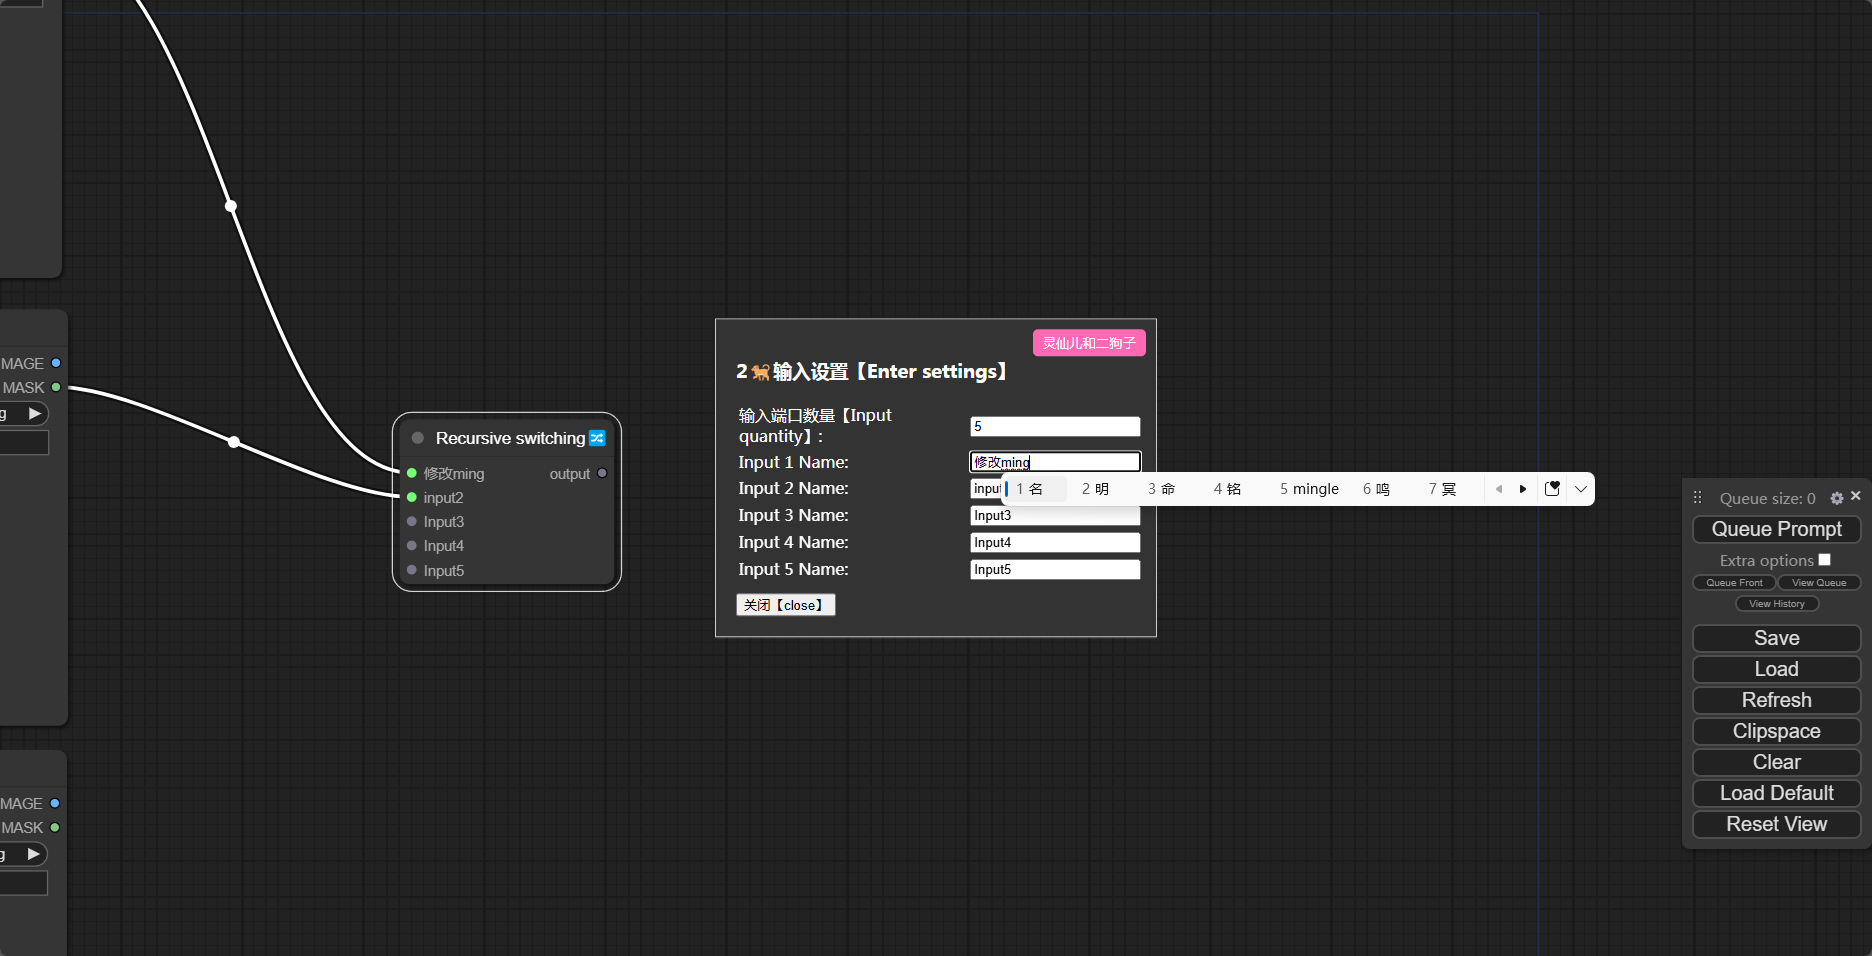 MAGE
MASK
g
MAGE
MASK
g
Recursive switching
修改ming
output
input2
Input3
Input4
Input5
灵仙儿和二狗子
2🐕输入设置【Enter settings】
输入端口数量【Input
quantity】:
5
Input 1 Name:
修改ming
Input 2 Name:
input
1 名 2 明 3 命 4 铭 5 mingle 6 鸣 7 冥
Input 3 Name:
Input3
Input 4 Name:
Input4
Input 5 Name:
Input5
关闭【close】
Queue size: 0
Queue Prompt
Extra options
Queue Front
View Queue
View History
Save
Load
Refresh
Clipspace
Clear
Load Default
Reset View